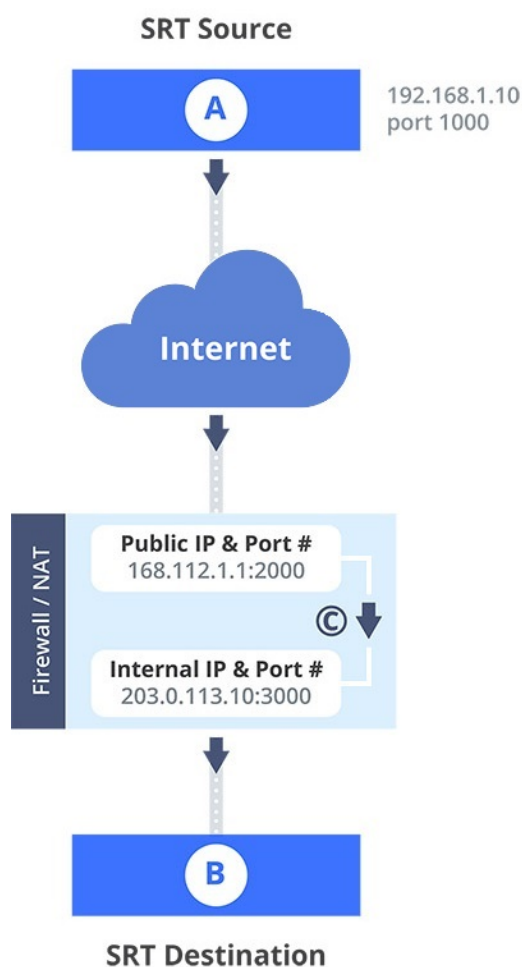 SRT Source
A
192.168.1.10
port 1000
Internet
Firewall / NAT
Public IP & Port #
168.112.1.1:2000
©
Internal IP & Port #
203.0.113.10:3000
B
SRT Destination